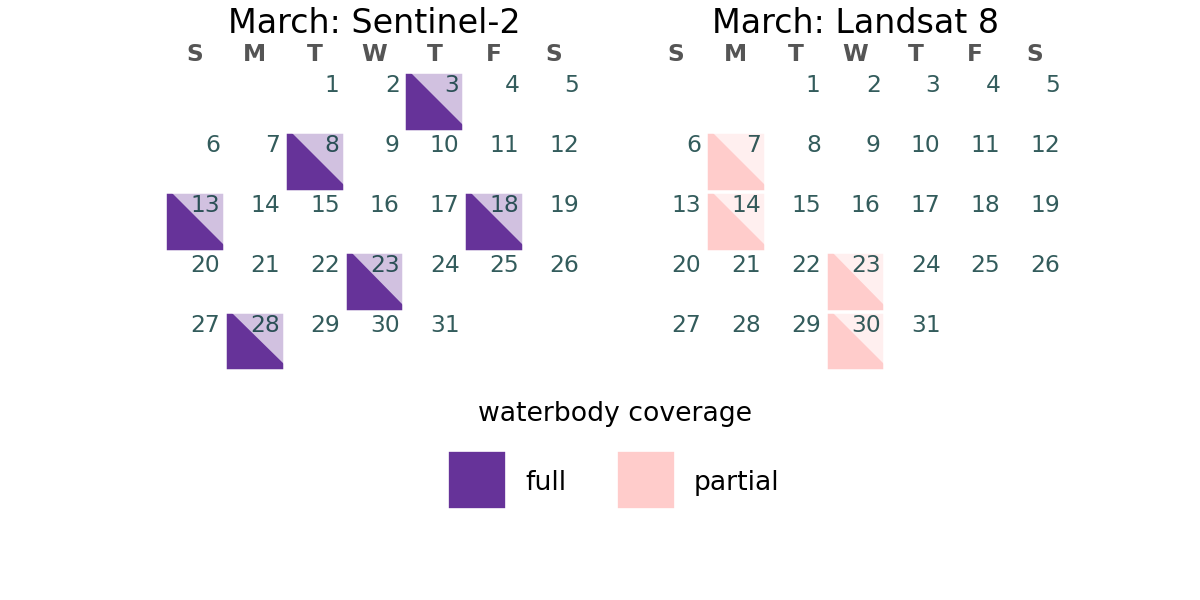 March: Sentinel-2
S M T W T F S
1 2 3 4 5
6 7 8 9 10 11 12
13 14 15 16 17 18 19
20 21 22 23 24 25 26
27 28 29 30 31
March: Landsat 8
S M T W T F S
1 2 3 4 5
6 7 8 9 10 11 12
13 14 15 16 17 18 19
20 21 22 23 24 25 26
27 28 29 30 31
waterbody coverage
full partial